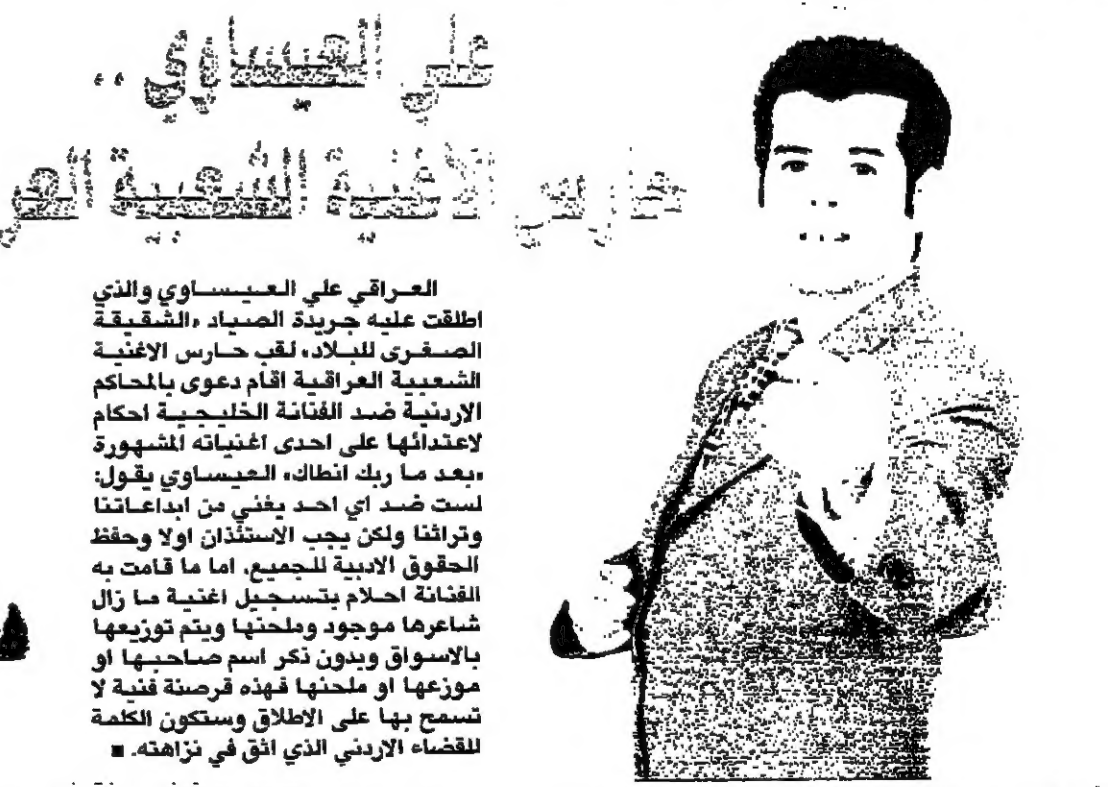 علي العيساوي ..
حارس الاغنية الشعبية
العراقي علي العيساوي والذي
اطلقت عليه جريدة الصياد «الشقيقة
الصغرى للبلاد» لقب حارس الاغنية
الشعبية العراقية اقام دعوى بالمحاكم
الاردنية ضد الفنانة الخليجية احكام
لاعتدائها على احدى اغنياته المشهورة
«بعد ما ربك انطاك» العيساوي يقول:
لست ضد اي احد يغني من ابداعاتنا
وتراثنا ولكن يجب الاستئذان اولا وحفظ
الحقوق الادبية للجميع. اما ما قامت به
الفنانة احلام بتسجيل اغنية ما زال
شاعرها موجود وملحنها ويتم توزيعها
بالاسواق وبدون ذكر اسم صاحبها او
موزعها او ملحنها فهذه قرصنة فنية لا
تسمح بها على الاطلاق وستكون الكلمة
للقضاء الاردني الذي اثق في نزاهته. ■